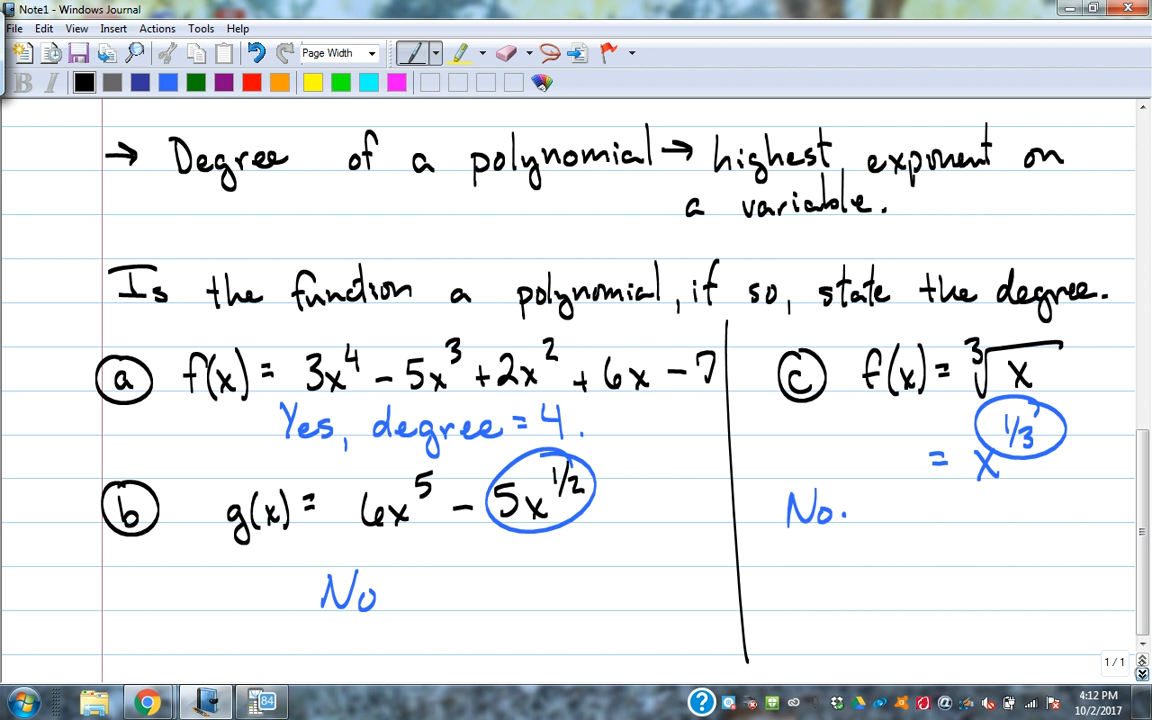 Note1 - Windows Journal
File Edit View Insert Actions Tools Help
Page Width
B I
→ Degree of a polynomial → highest exponent on
a variable.
Is the function a polynomial, if so, state the degree.
ⓐ f(x) = 3x⁴ - 5x³ + 2x² + 6x - 7
Yes, degree = 4.
ⓑ g(x) = 6x⁵ - 5x^1/2
No
ⓒ f(x) = ³√x
= x^1/3
No.
1 / 1
84
4:12 PM
10/2/2017